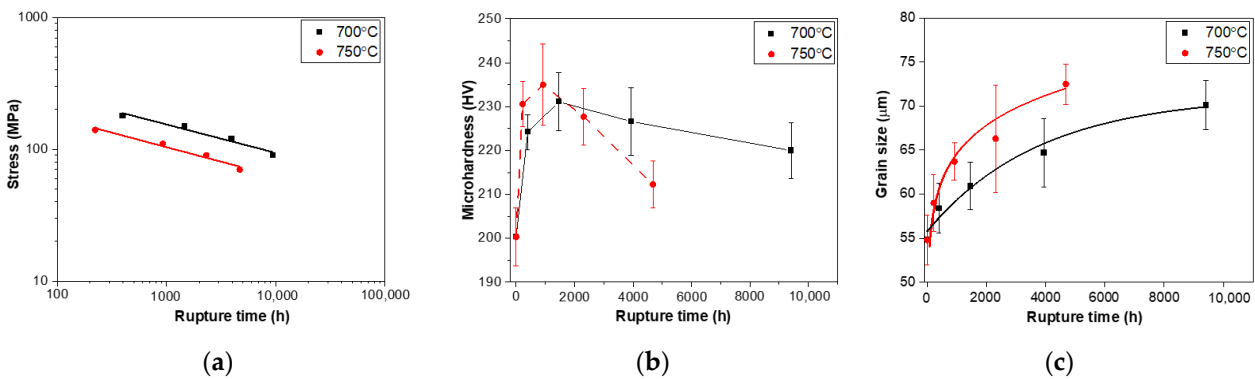 1000
100
10
100
1000
10,000
100,000
Stress (MPa)
Rupture time (h)
700°C
750°C
(a)
250
240
230
220
210
200
190
0
2000
4000
6000
8000
10,000
Microhardness (HV)
Rupture time (h)
700°C
750°C
(b)
80
75
70
65
60
55
50
0
2000
4000
6000
8000
10,000
Grain size (μm)
Rupture time (h)
700°C
750°C
(c)